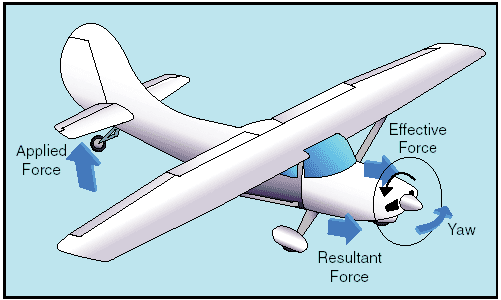 Applied
Force
Effective
Force
Yaw
Resultant
Force